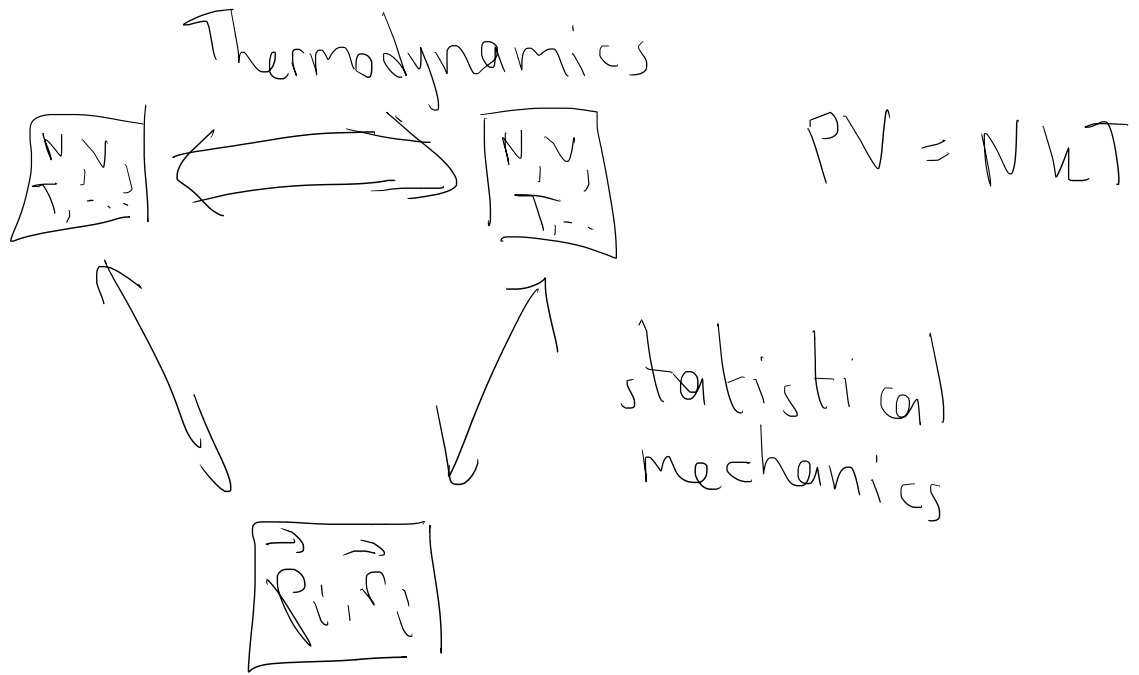 Thermodynamics
N, V,
T, ...
N, V,
T, ..
PV = NkT
statistical
mechanics
p⃗i, r⃗i